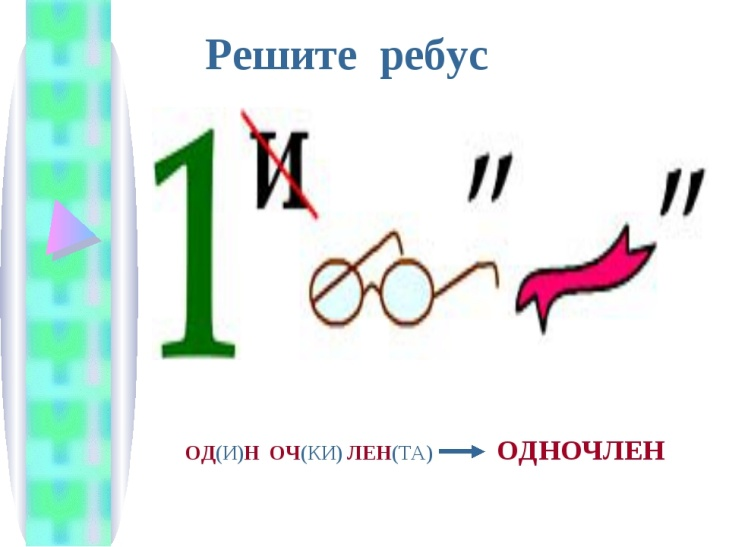 Решите ребус
1 И " "
ОД(И)Н ОЧ(КИ) ЛЕН(ТА) ОДНОЧЛЕН